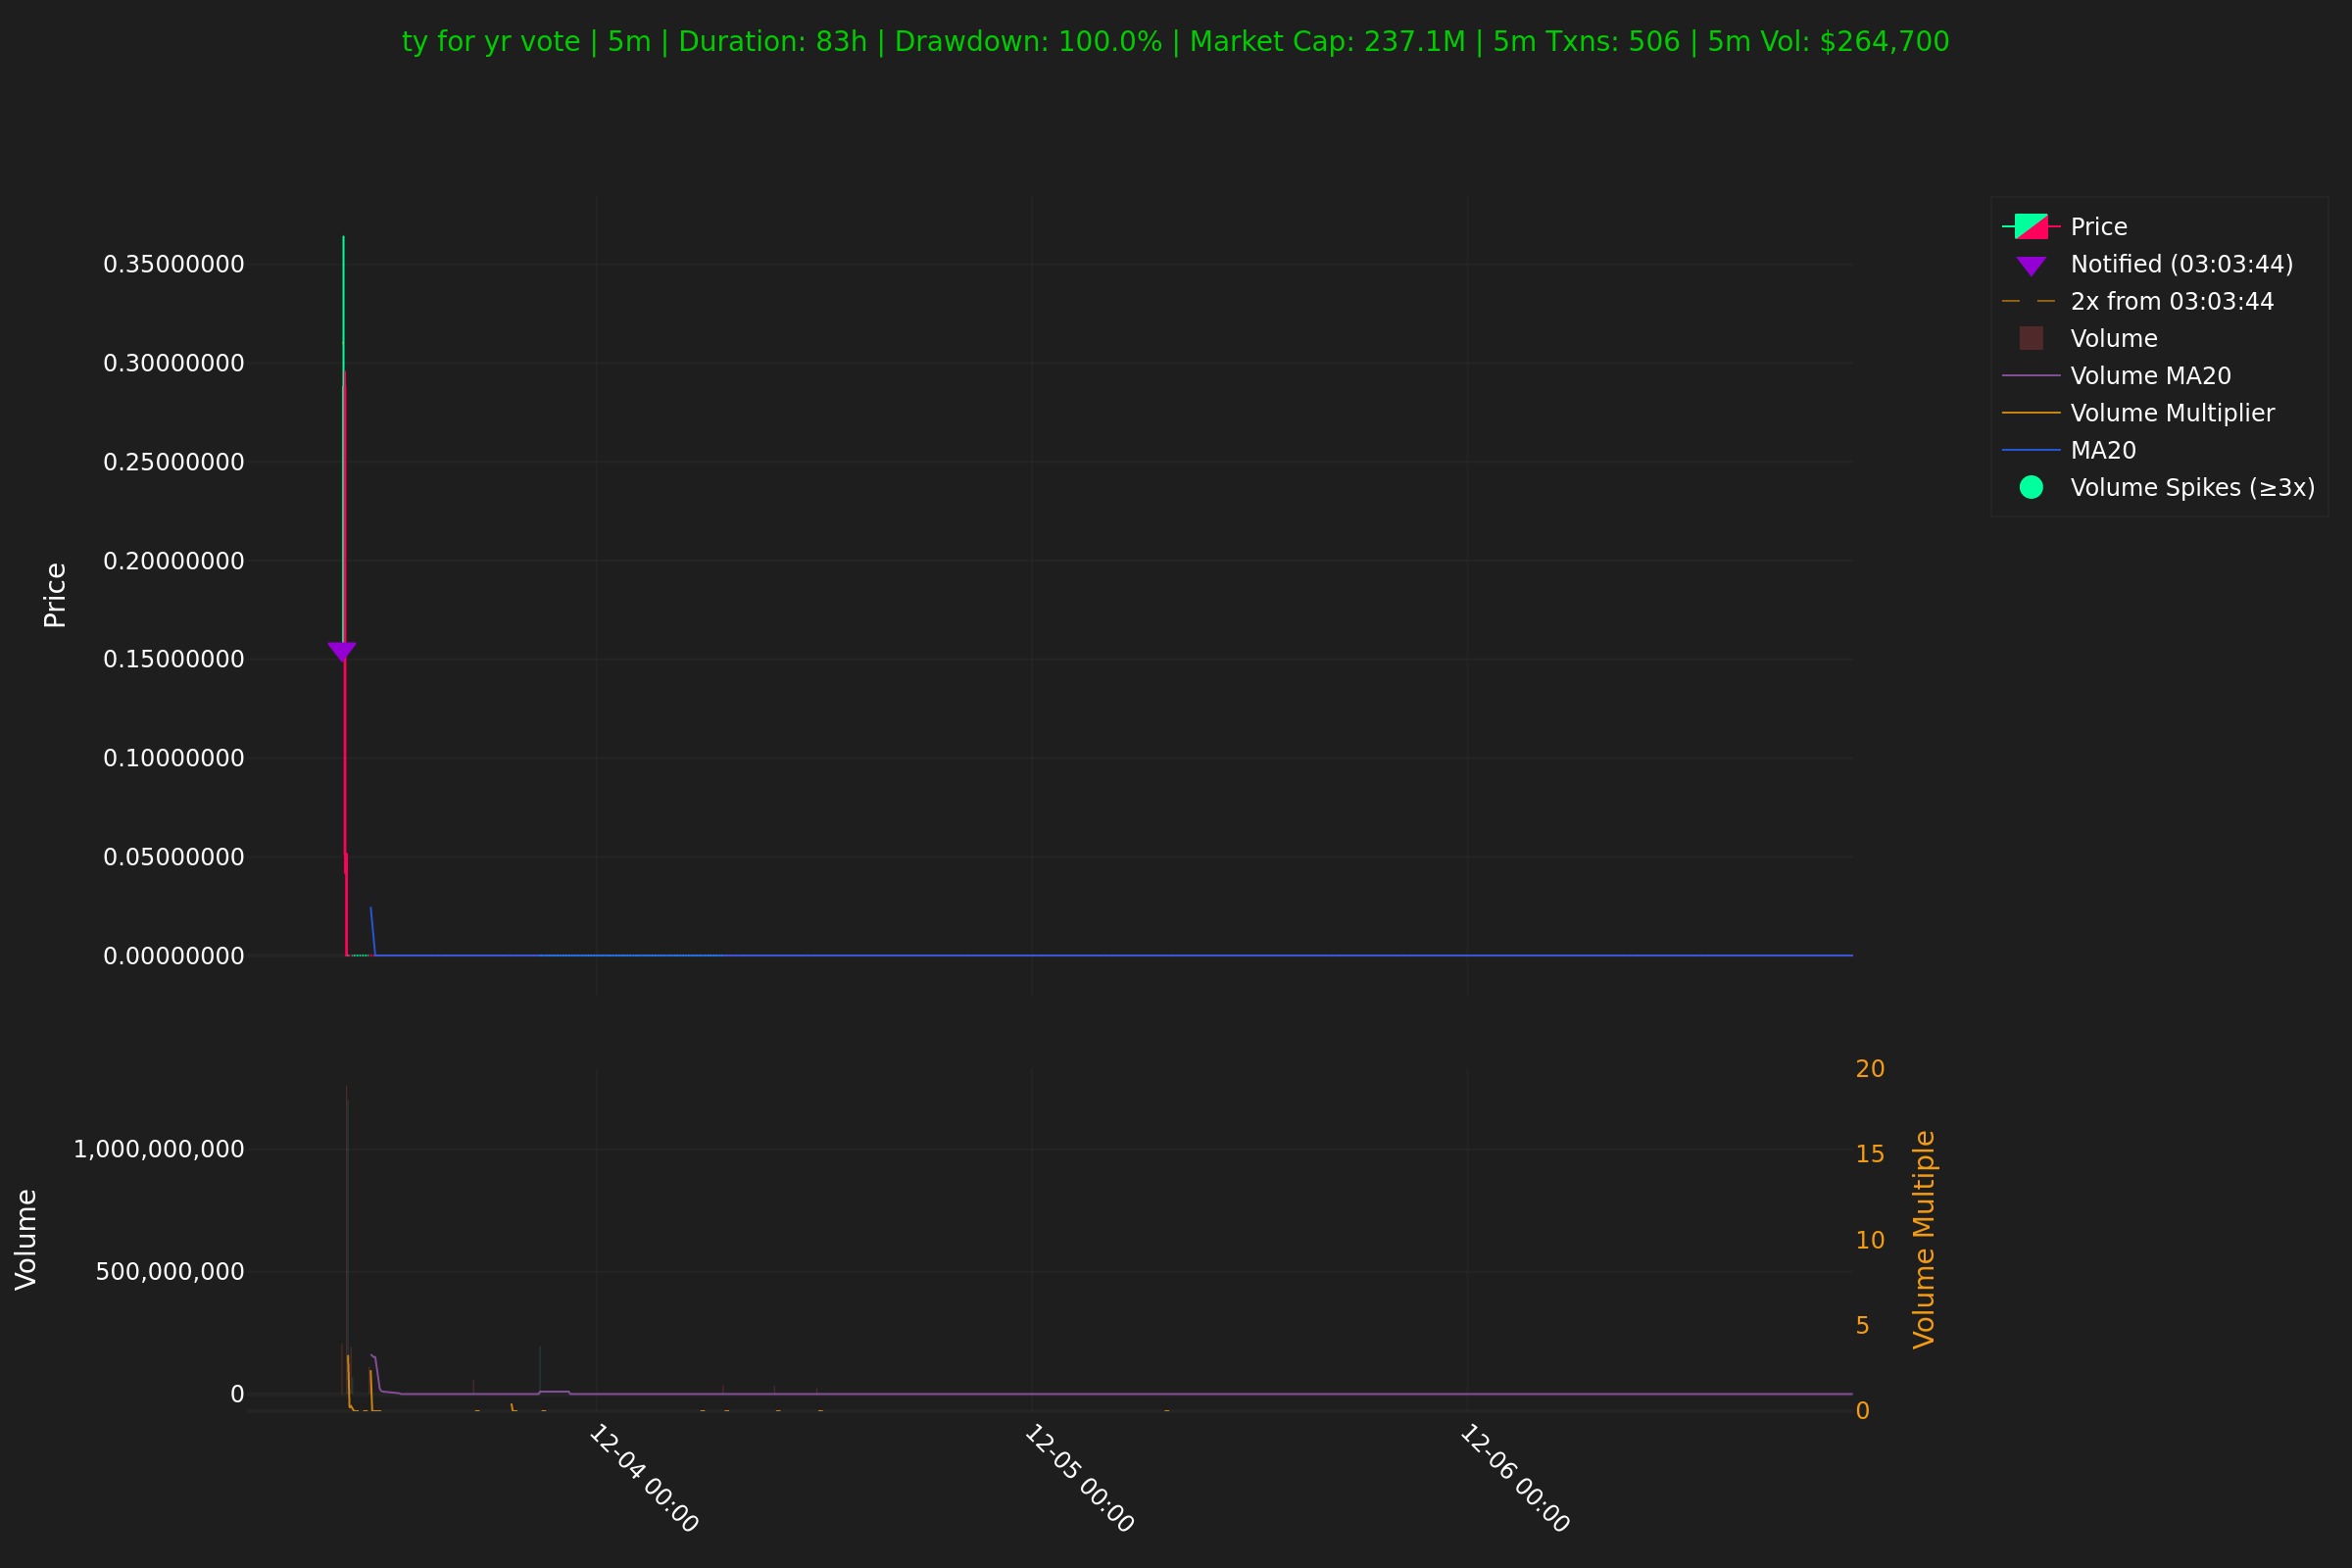 ty for yr vote | 5m | Duration: 83h | Drawdown: 100.0% | Market Cap: 237.1M | 5m Txns: 506 | 5m Vol: $264,700
Price
0.35000000
0.30000000
0.25000000
0.20000000
0.15000000
0.10000000
0.05000000
0.00000000
Price
Notified (03:03:44)
2x from 03:03:44
Volume
Volume MA20
Volume Multiplier
MA20
Volume Spikes (≥3x)
Volume
1,000,000,000
500,000,000
0
20
15
10
5
0
Volume Multiple
12-04 00:00
12-05 00:00
12-06 00:00